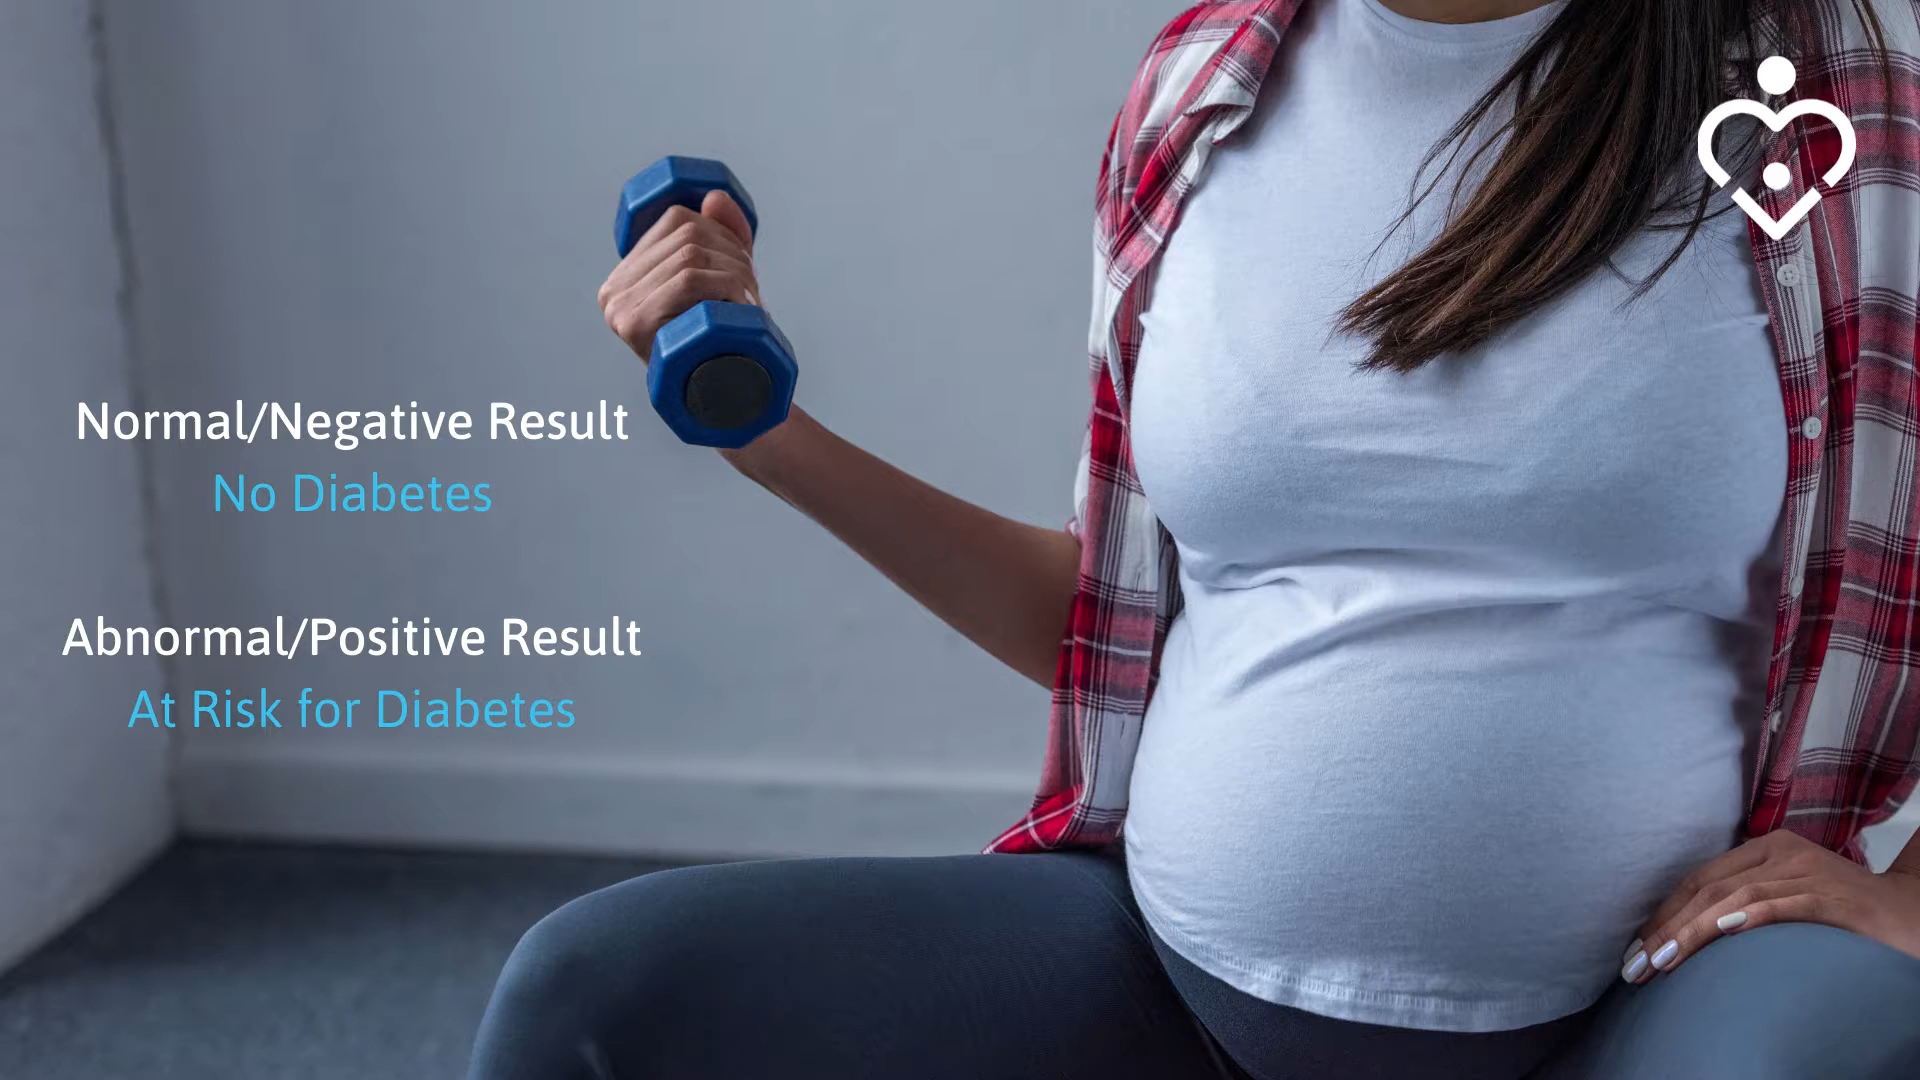 Normal/Negative Result
No Diabetes
Abnormal/Positive Result
At Risk for Diabetes